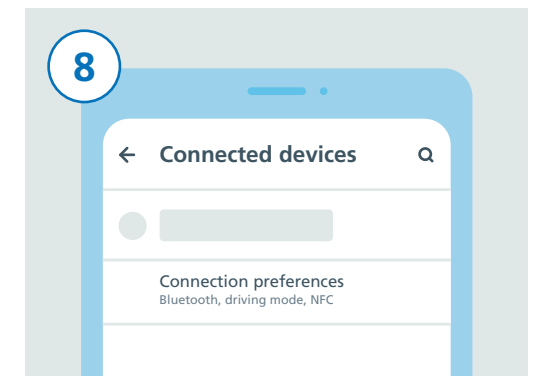 8
Connected devices
Connection preferences
Bluetooth, driving mode, NFC